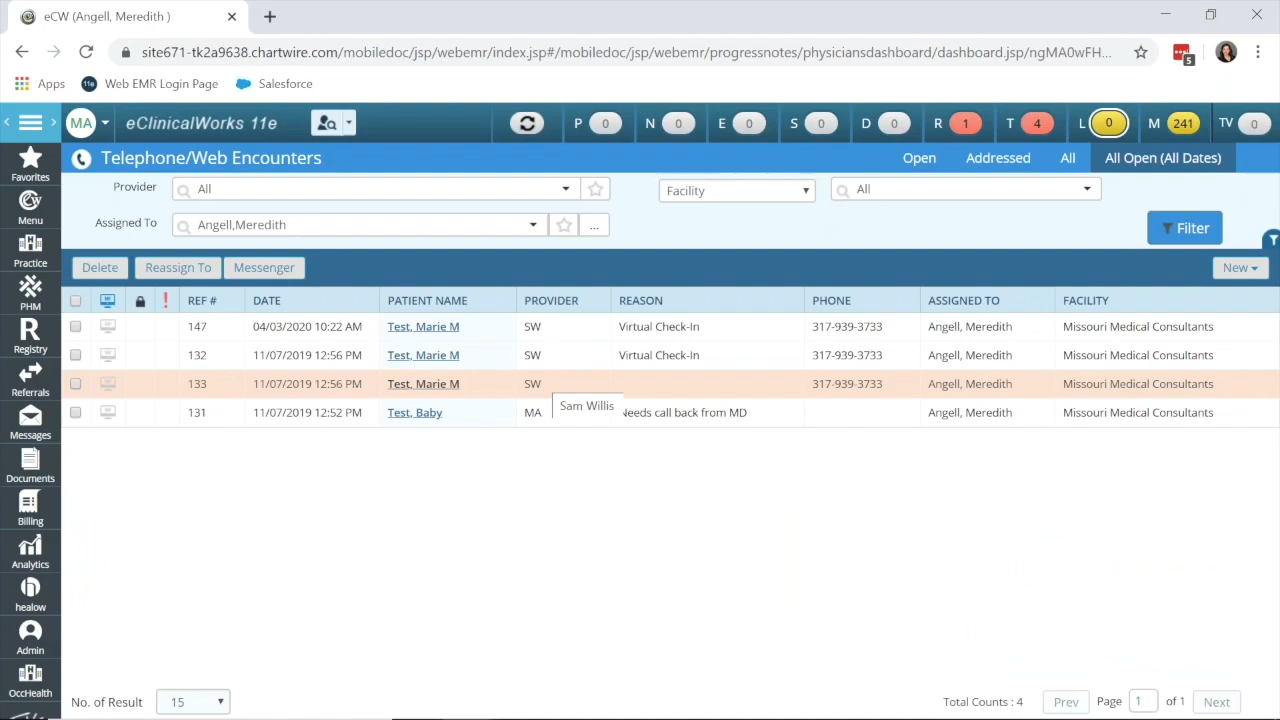 eCW (Angell, Meredith )
site671-tk2a9638.chartwire.com/mobiledoc/jsp/webemr/index.jsp#/mobiledoc/jsp/webemr/progressnotes/physiciansdashboard/dashboard.jsp/ngMA0wFH...
5
Apps 11e Web EMR Login Page Salesforce
MA eClinicalWorks 11e P 0 N 0 E 0 S 0 D 0 R 1 T 4 L 0 M 241 TV 0
Telephone/Web Encounters Open Addressed All All Open (All Dates)
Provider All Facility All
Assigned To Angell,Meredith ... Filter
Delete Reassign To Messenger New
REF # DATE PATIENT NAME PROVIDER REASON PHONE ASSIGNED TO FACILITY
147 04/03/2020 10:22 AM Test, Marie M SW Virtual Check-In 317-939-3733 Angell, Meredith Missouri Medical Consultants
132 11/07/2019 12:56 PM Test, Marie M SW Virtual Check-In 317-939-3733 Angell, Meredith Missouri Medical Consultants
133 11/07/2019 12:56 PM Test, Marie M SW 317-939-3733 Angell, Meredith Missouri Medical Consultants
Sam Willis
131 11/07/2019 12:52 PM Test, Baby MA Needs call back from MD Angell, Meredith Missouri Medical Consultants
Favorites
Menu
Practice
PHM
R
Registry
Referrals
Messages
Documents
Billing
Analytics
healow
Admin
OccHealth
No. of Result 15 Total Counts : 4 Prev Page 1 of 1 Next